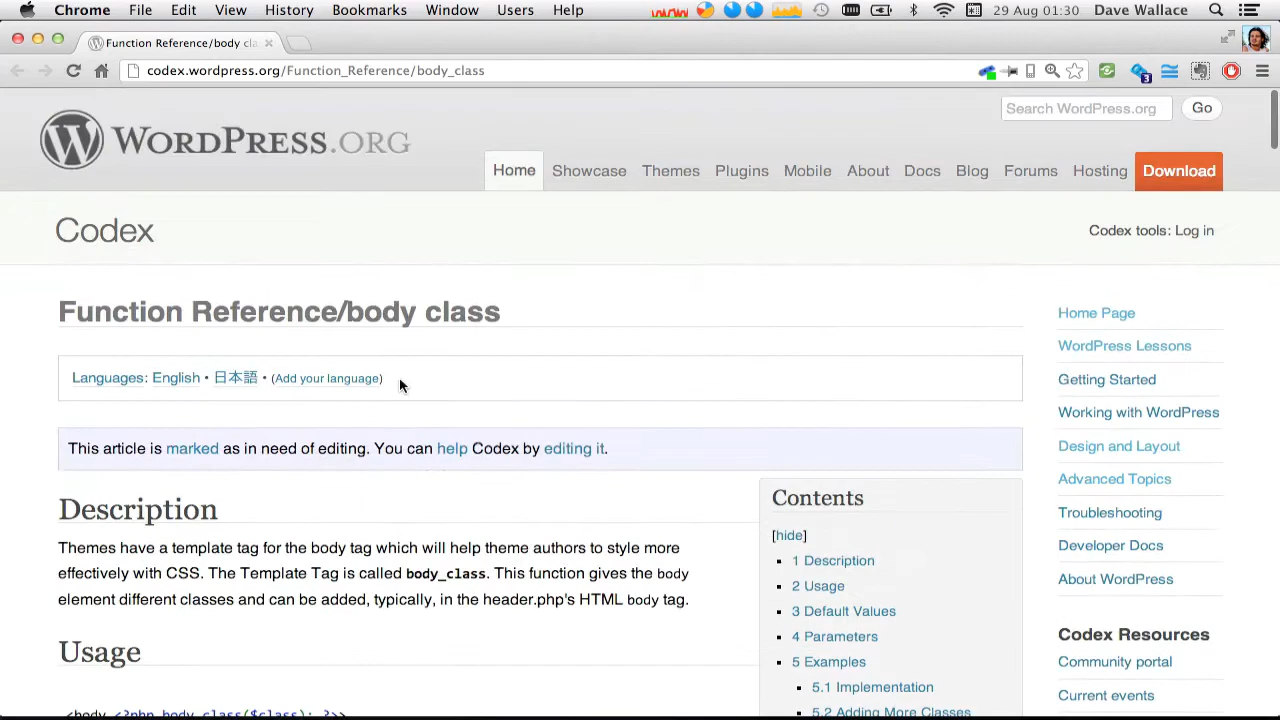 Chrome File Edit View History Bookmarks Window Users Help 29 Aug 01:30 Dave Wallace
Function Reference/body cla
codex.wordpress.org/Function_Reference/body_class
3
WORDPRESS.ORG
Search WordPress.org Go
Home Showcase Themes Plugins Mobile About Docs Blog Forums Hosting Download
Codex
Codex tools: Log in
Function Reference/body class
Languages: English • 日本語 • (Add your language)
This article is marked as in need of editing. You can help Codex by editing it.
Description
Themes have a template tag for the body tag which will help theme authors to style more
effectively with CSS. The Template Tag is called body_class. This function gives the body
element different classes and can be added, typically, in the header.php's HTML body tag.
Usage
<body <?php body_class($class); ?>>
Contents
[hide]
1 Description
2 Usage
3 Default Values
4 Parameters
5 Examples
5.1 Implementation
5.2 Adding More Classes
Home Page
WordPress Lessons
Getting Started
Working with WordPress
Design and Layout
Advanced Topics
Troubleshooting
Developer Docs
About WordPress
Codex Resources
Community portal
Current events